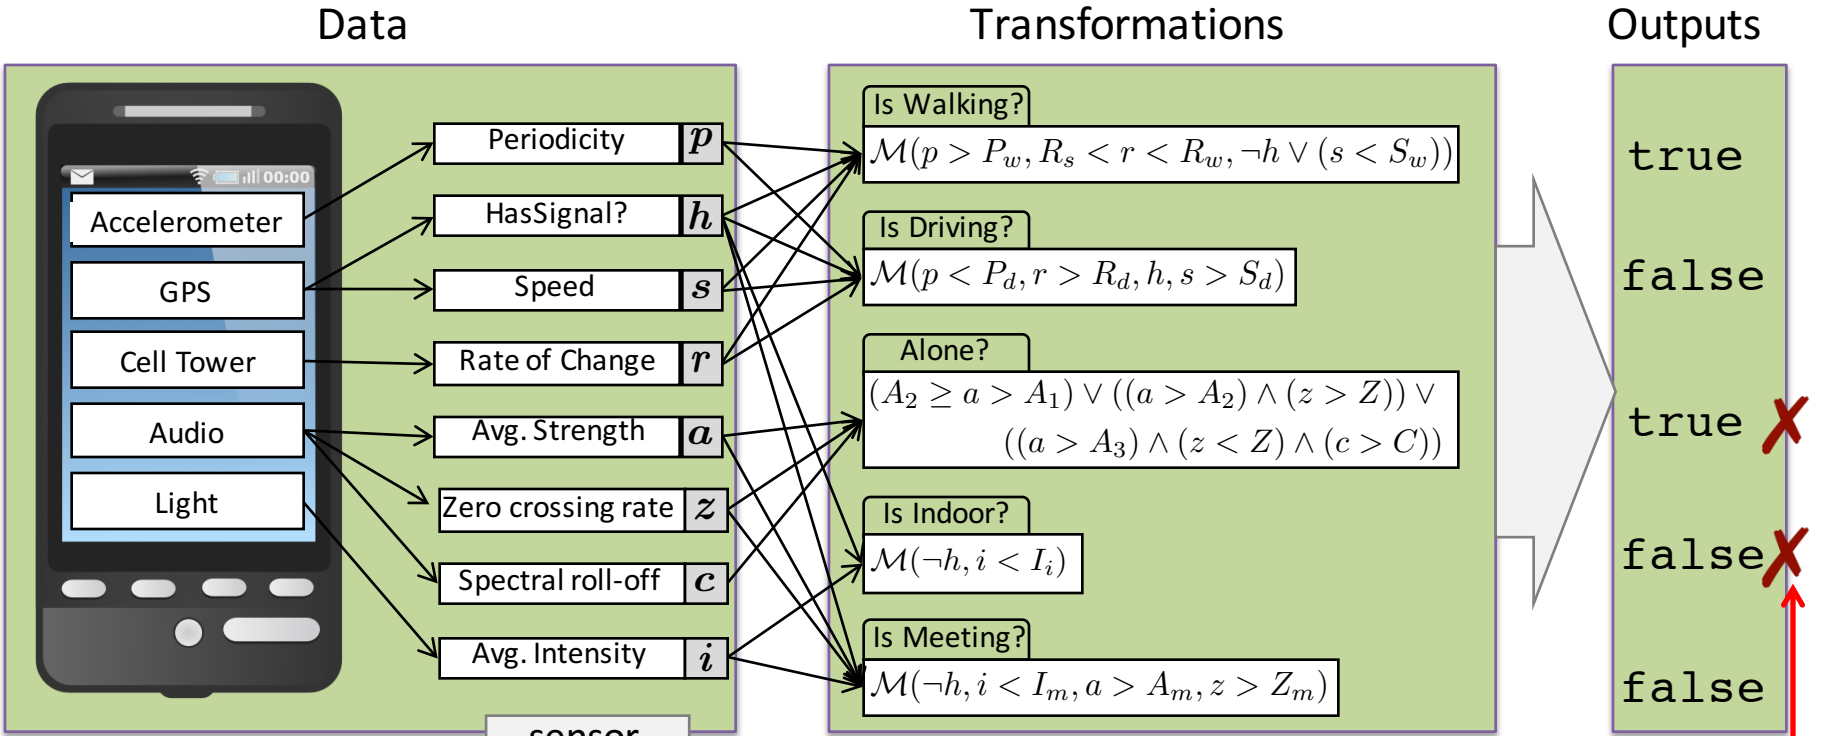 Data
Transformations
Outputs
00:00
Accelerometer
GPS
Cell Tower
Audio
Light
Periodicity p
HasSignal? h
Speed s
Rate of Change r
Avg. Strength a
Zero crossing rate z
Spectral roll-off c
Avg. Intensity i
sensor
Is Walking?
ℳ(p > P_w, R_s < r < R_w, ¬h ∨ (s < S_w))
Is Driving?
ℳ(p < P_d, r > R_d, h, s > S_d)
Alone?
(A_2 ≥ a > A_1) ∨ ((a > A_2) ∧ (z > Z)) ∨
((a > A_3) ∧ (z < Z) ∧ (c > C))
Is Indoor?
ℳ(¬h, i < I_i)
Is Meeting?
ℳ(¬h, i < I_m, a > A_m, z > Z_m)
true
false
true ✗
false ✗
false